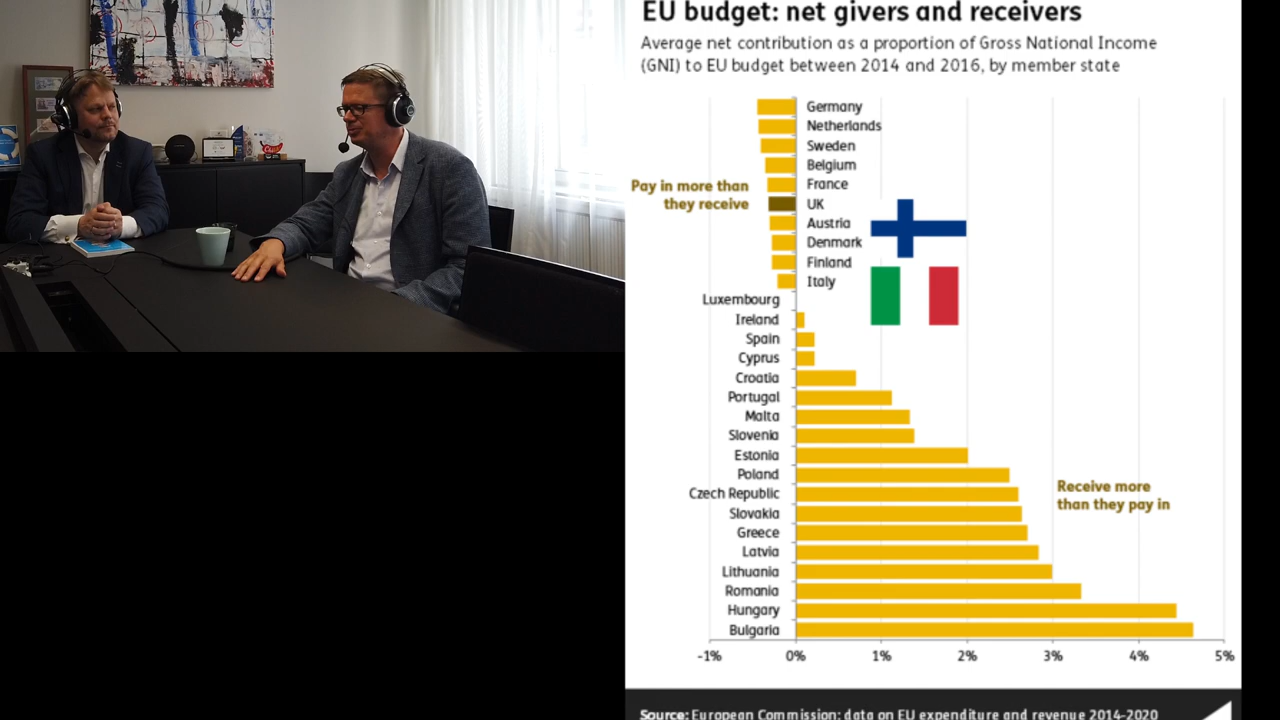 EU budget: net givers and receivers
Average net contribution as a proportion of Gross National Income
(GNI) to EU budget between 2014 and 2016, by member state
Germany
Netherlands
Sweden
Belgium
France
UK
Austria
Denmark
Finland
Italy
Pay in more than
they receive
Luxembourg
Ireland
Spain
Cyprus
Croatia
Portugal
Malta
Slovenia
Estonia
Poland
Czech Republic
Slovakia
Greece
Latvia
Lithuania
Romania
Hungary
Bulgaria
Receive more
than they pay in
-1% 0% 1% 2% 3% 4% 5%
Source: European Commission: data on EU expenditure and revenue 2014-2020